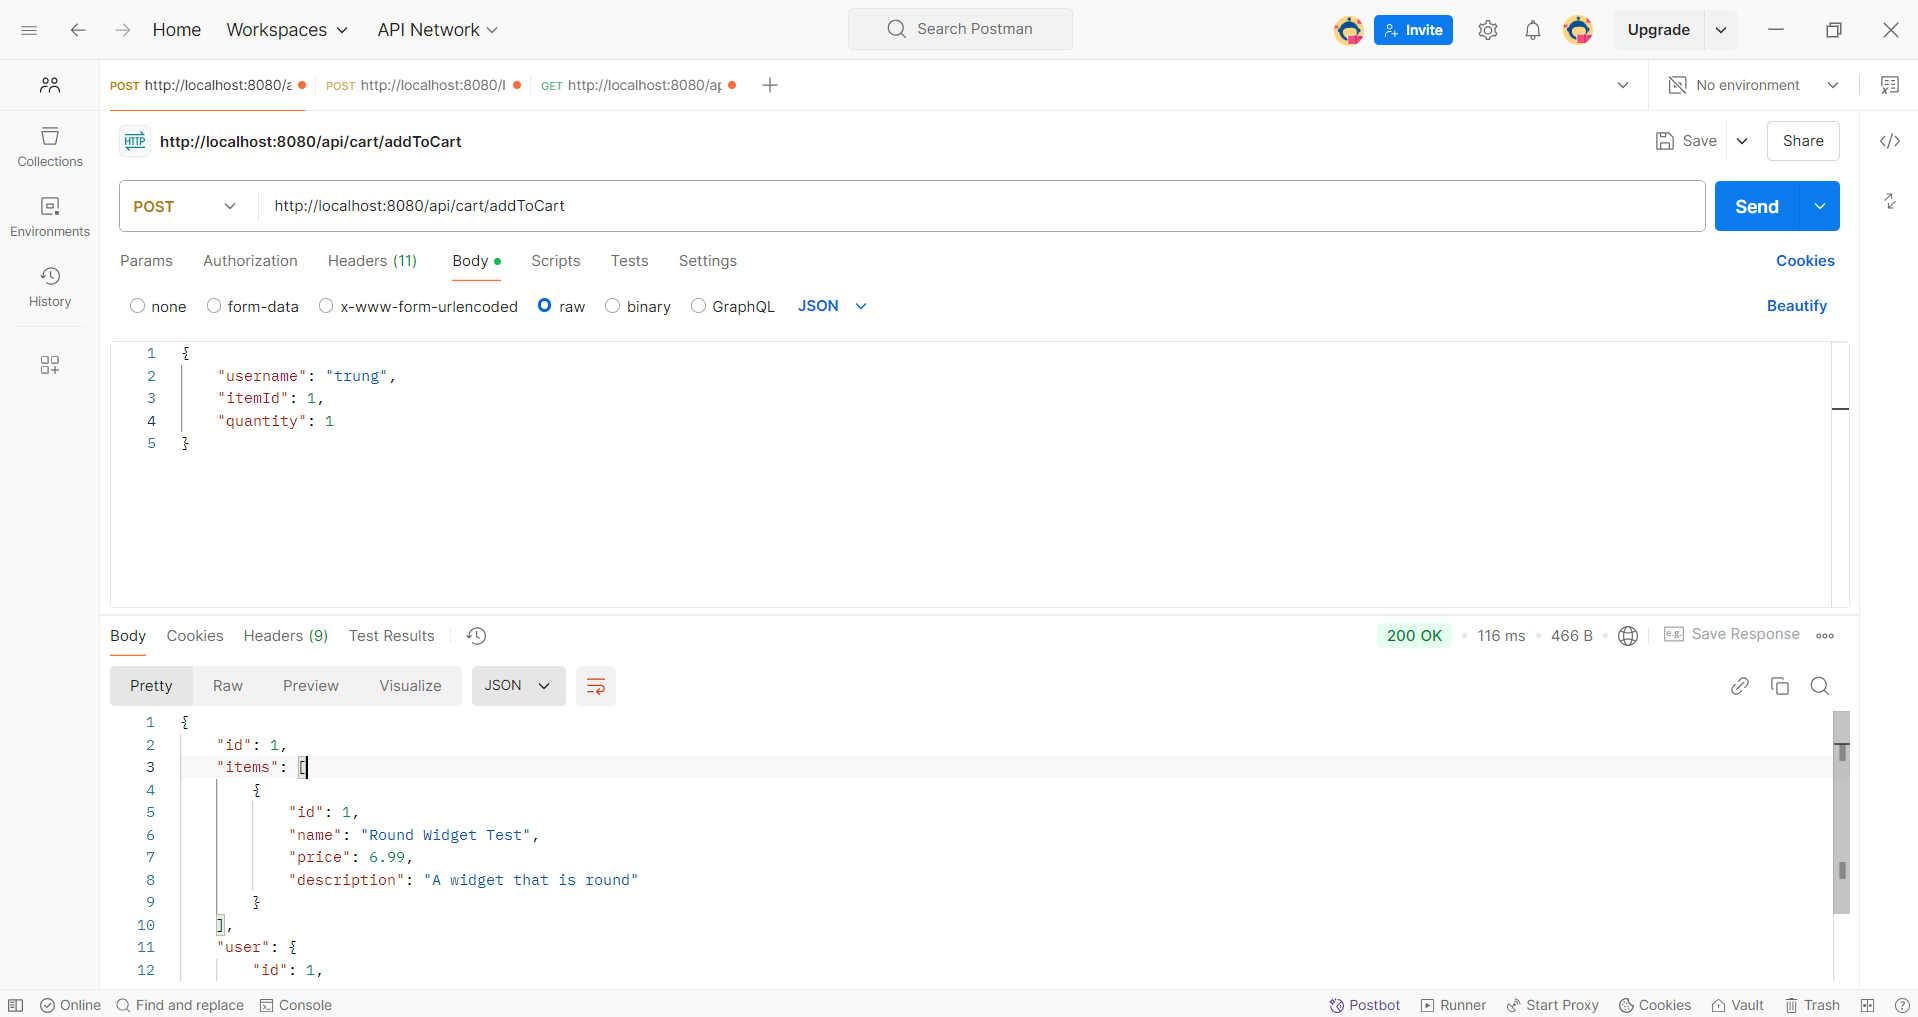 Home Workspaces API Network Search Postman Invite Upgrade
POST http://localhost:8080/a POST http://localhost:8080/l GET http://localhost:8080/ap No environment
HTTP http://localhost:8080/api/cart/addToCart Save Share
Collections
POST http://localhost:8080/api/cart/addToCart Send
Environments
Params Authorization Headers (11) Body Scripts Tests Settings Cookies
History
none form-data x-www-form-urlencoded raw binary GraphQL JSON Beautify
1 {
2 "username": "trung",
3 "itemId": 1,
4 "quantity": 1
5 }
Body Cookies Headers (9) Test Results 200 OK 116 ms 466 B e.g. Save Response
Pretty Raw Preview Visualize JSON
1 {
2 "id": 1,
3 "items": [
4 {
5 "id": 1,
6 "name": "Round Widget Test",
7 "price": 6.99,
8 "description": "A widget that is round"
9 }
10 ],
11 "user": {
12 "id": 1,
Online Find and replace Console Postbot Runner Start Proxy Cookies Vault Trash